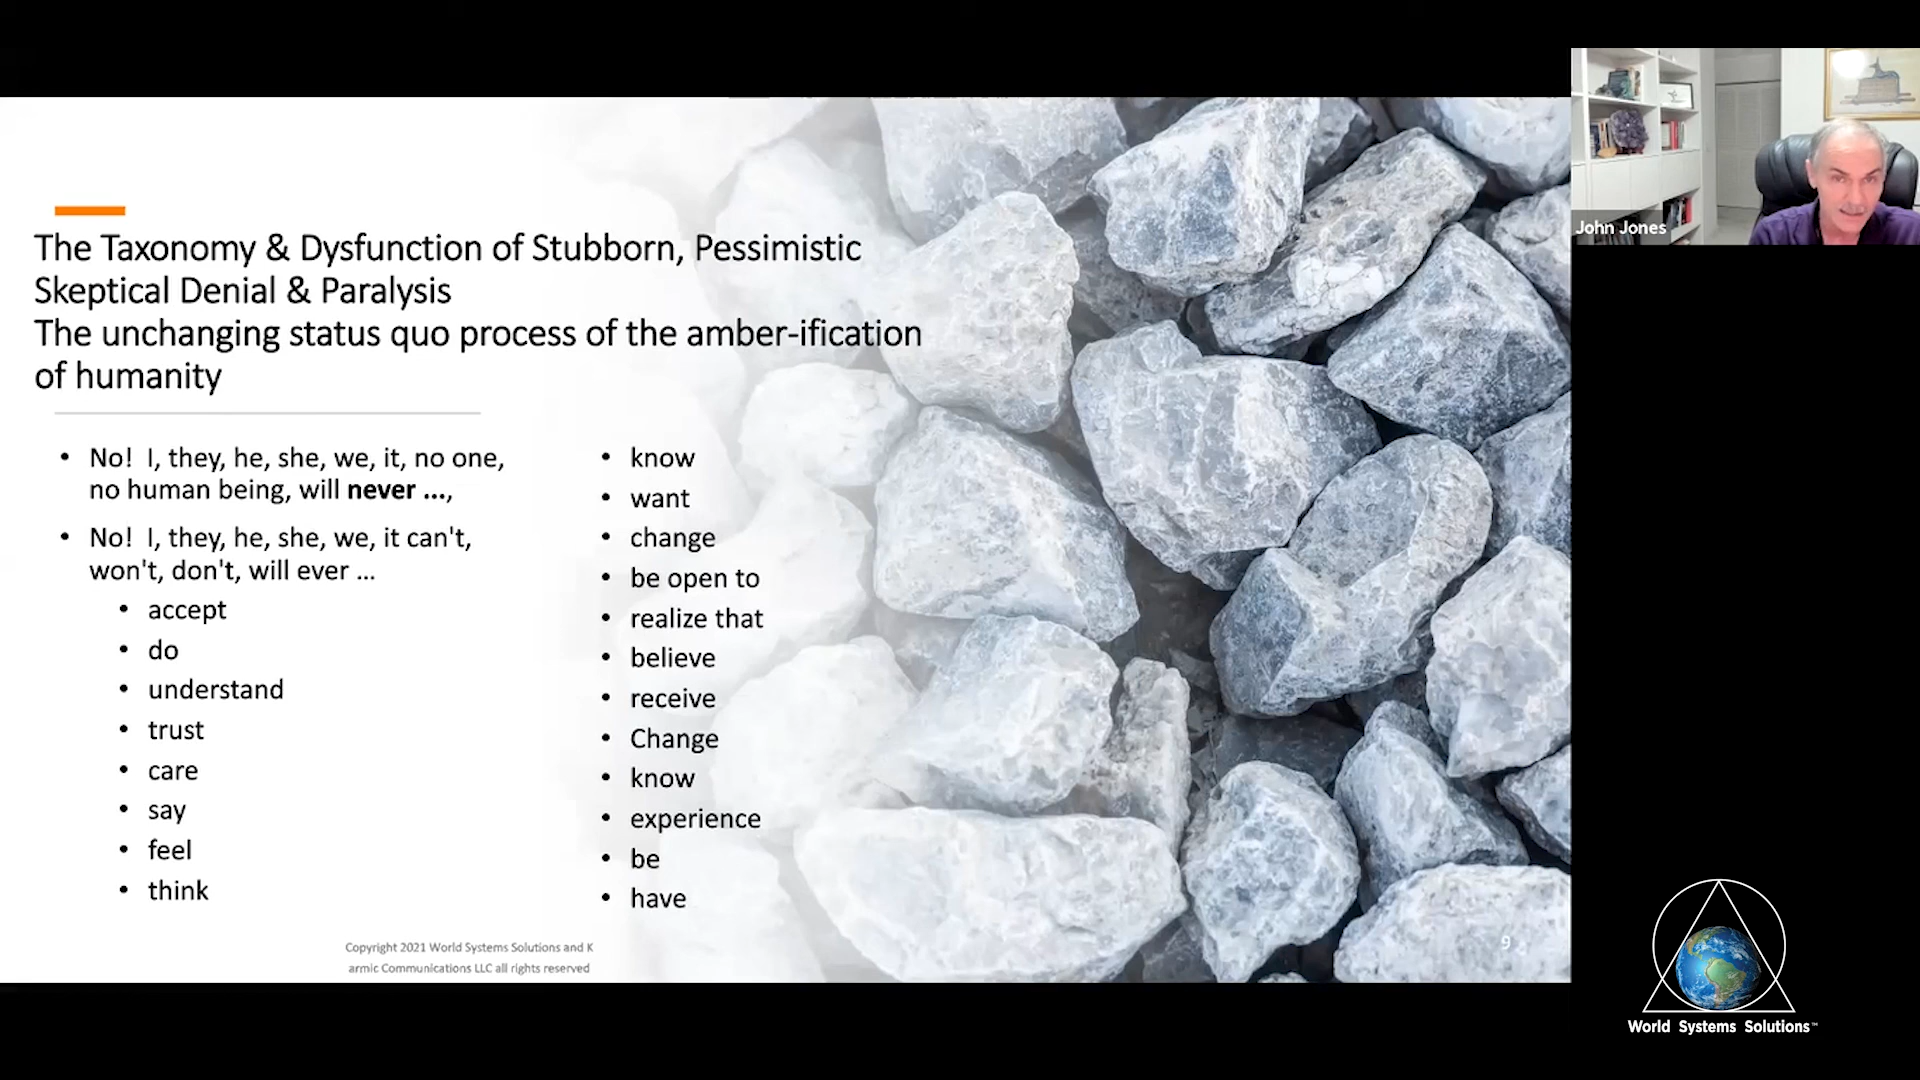 The Taxonomy & Dysfunction of Stubborn, Pessimistic
Skeptical Denial & Paralysis
The unchanging status quo process of the amber-ification
of humanity
• No! I, they, he, she, we, it, no one,
no human being, will never ...,
• No! I, they, he, she, we, it can't,
won't, don't, will ever ...
• accept
• do
• understand
• trust
• care
• say
• feel
• think
• know
• want
• change
• be open to
• realize that
• believe
• receive
• Change
• know
• experience
• be
• have
Copyright 2021 World Systems Solutions and K
armic Communications LLC all rights reserved
9
John Jones
World Systems Solutions™